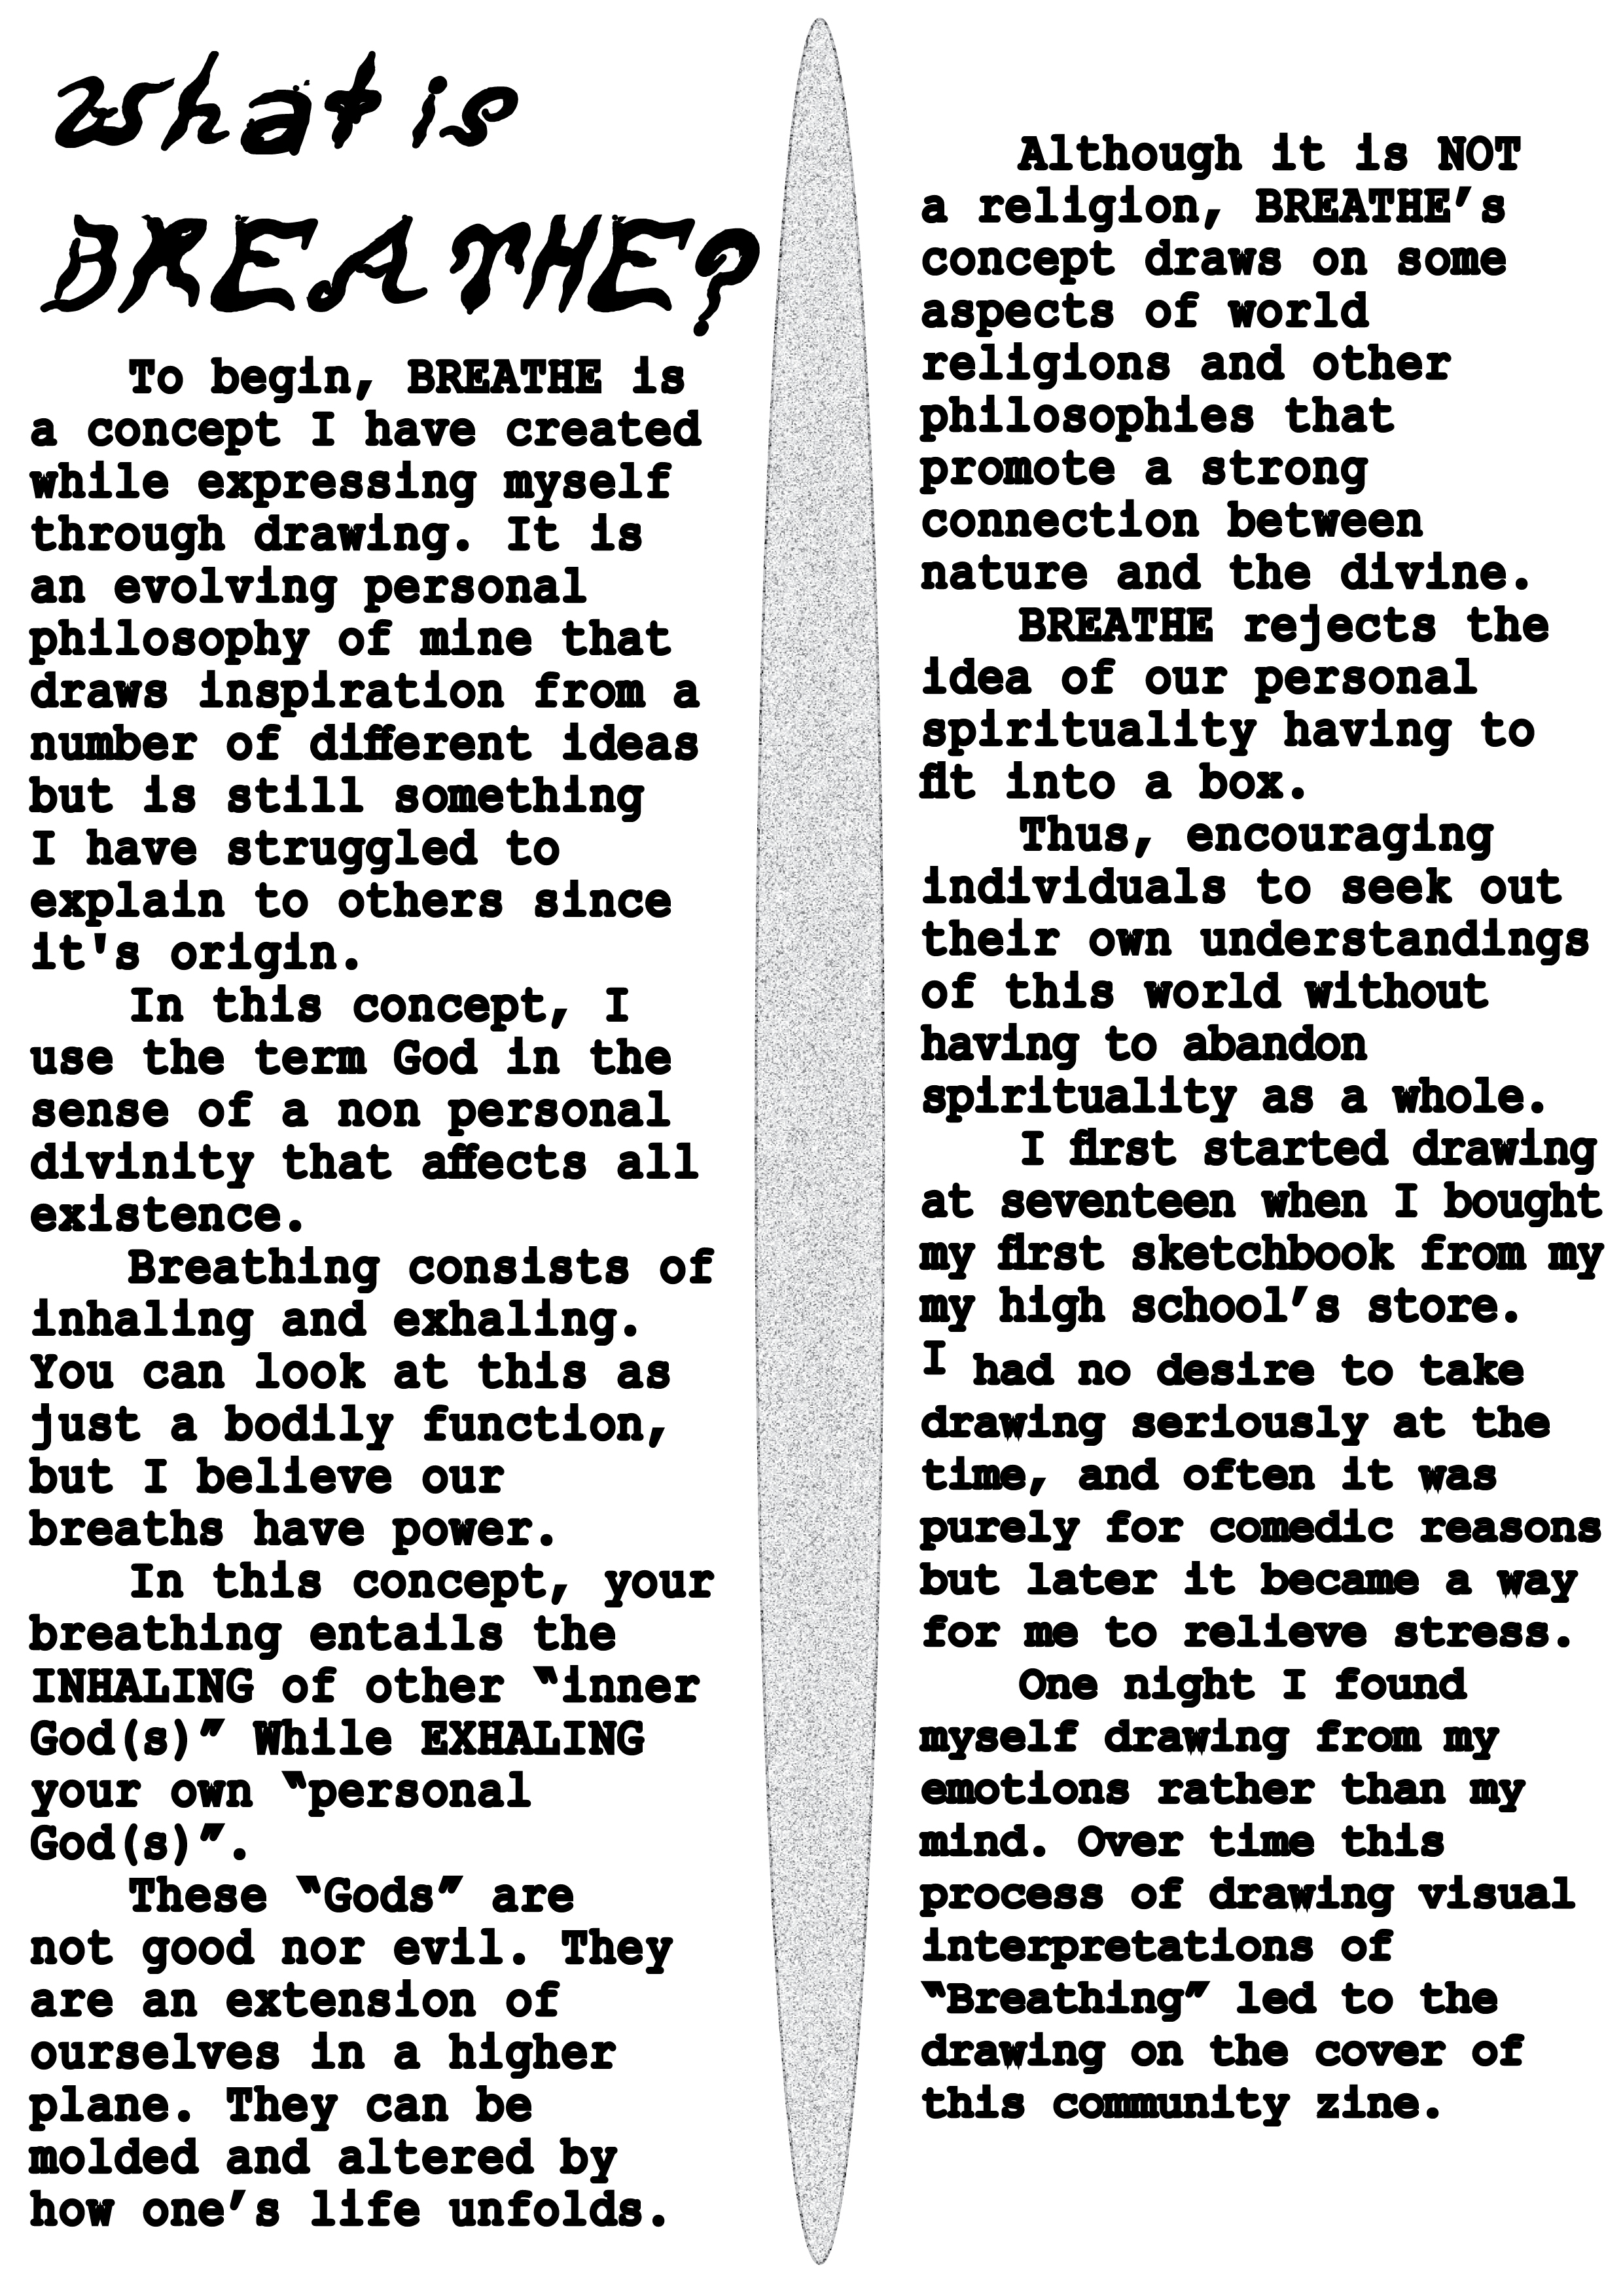 What is
BREATHE?
To begin, BREATHE is
a concept I have created
while expressing myself
through drawing. It is
an evolving personal
philosophy of mine that
draws inspiration from a
number of different ideas
but is still something
I have struggled to
explain to others since
it's origin.
In this concept, I
use the term God in the
sense of a non personal
divinity that affects all
existence.
Breathing consists of
inhaling and exhaling.
You can look at this as
just a bodily function,
but I believe our
breaths have power.
In this concept, your
breathing entails the
INHALING of other “inner
God(s)” While EXHALING
your own “personal
God(s)”.
These “Gods” are
not good nor evil. They
are an extension of
ourselves in a higher
plane. They can be
molded and altered by
how one’s life unfolds.
Although it is NOT
a religion, BREATHE’s
concept draws on some
aspects of world
religions and other
philosophies that
promote a strong
connection between
nature and the divine.
BREATHE rejects the
idea of our personal
spirituality having to
fit into a box.
Thus, encouraging
individuals to seek out
their own understandings
of this world without
having to abandon
spirituality as a whole.
I first started drawing
at seventeen when I bought
my first sketchbook from my
my high school’s store.
I had no desire to take
drawing seriously at the
time, and often it was
purely for comedic reasons
but later it became a way
for me to relieve stress.
One night I found
myself drawing from my
emotions rather than my
mind. Over time this
process of drawing visual
interpretations of
“Breathing” led to the
drawing on the cover of
this community zine.